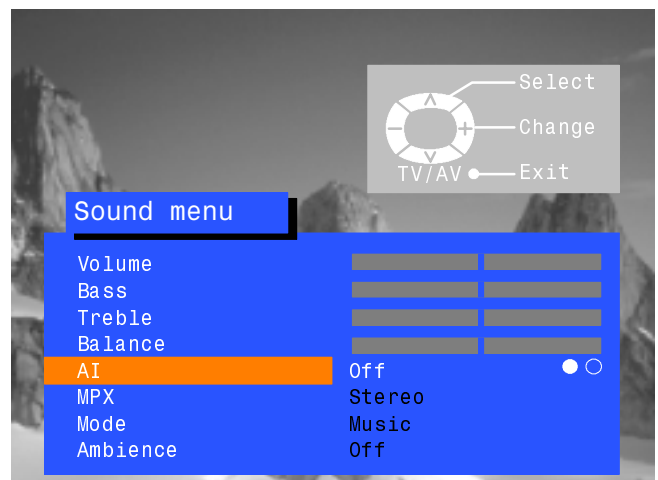 Select
Change
TV/AV Exit
Sound menu
Volume
Bass
Treble
Balance
AI Off
MPX Stereo
Mode Music
Ambience Off